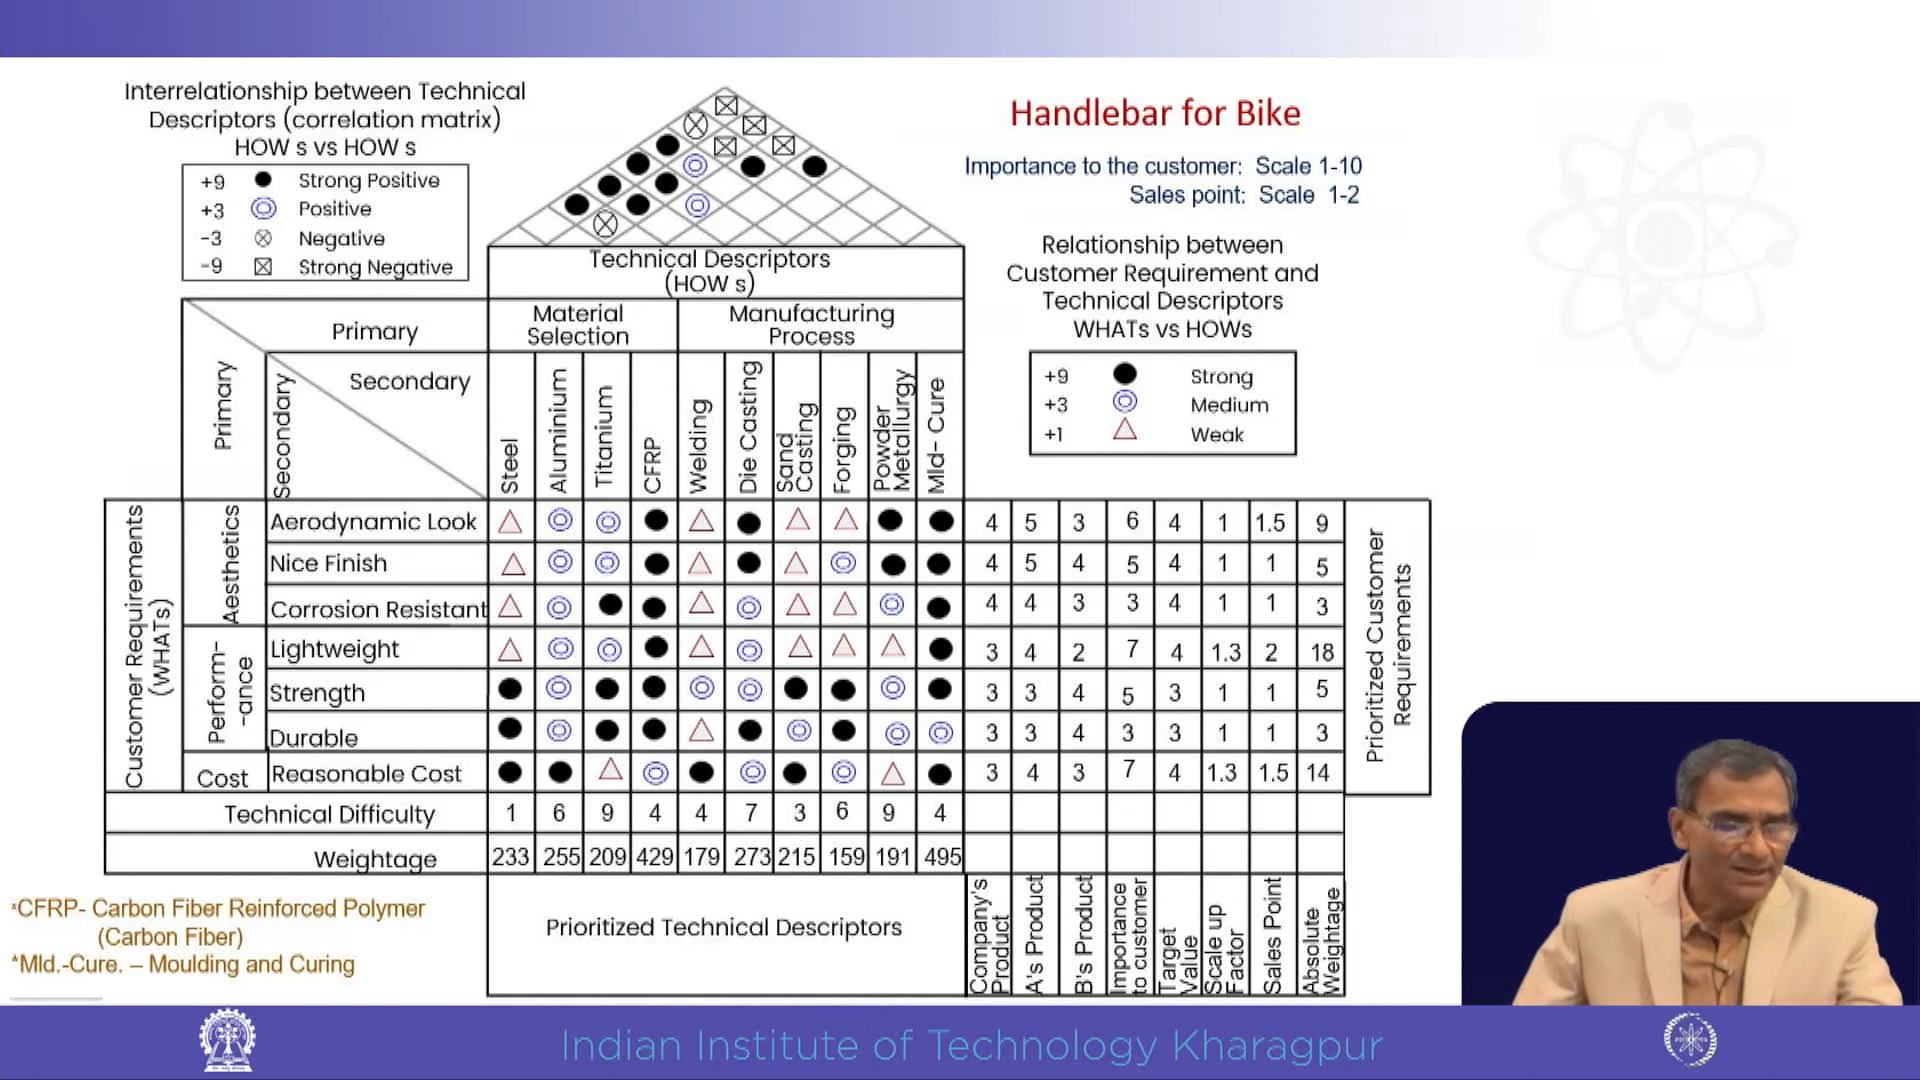 Interrelationship between Technical
Descriptors (correlation matrix)
HOW s vs HOW s
+9 Strong Positive
+3 Positive
-3 Negative
-9 Strong Negative
Handlebar for Bike
Importance to the customer: Scale 1-10
Sales point: Scale 1-2
Relationship between
Customer Requirement and
Technical Descriptors
WHATs vs HOWs
+9 Strong
+3 Medium
+1 Weak
Technical Descriptors
(HOW s)
Primary
Material
Selection
Manufacturing
Process
Primary
Secondary
Secondary
Steel
Aluminium
Titanium
CFRP
Welding
Die Casting
Sand
Casting
Forging
Powder
Metallurgy
Mld- Cure
Customer Requirements
(WHATs)
Aesthetics
Aerodynamic Look 4 5 3 6 4 1 1.5 9
Nice Finish 4 5 4 5 4 1 1 5
Corrosion Resistant 4 4 3 3 4 1 1 3
Perform-
-ance
Lightweight 3 4 2 7 4 1.3 2 18
Strength 3 3 4 5 3 1 1 5
Durable 3 3 4 3 3 1 1 3
Cost
Reasonable Cost 3 4 3 7 4 1.3 1.5 14
Prioritized Customer
Requirements
Technical Difficulty 1 6 9 4 4 7 3 6 9 4
Weightage 233 255 209 429 179 273 215 159 191 495
Prioritized Technical Descriptors
Company's
Product
A's Product
B's Product
Importance
to customer
Target
Value
Scale up
Factor
Sales Point
Absolute
Weightage
*CFRP- Carbon Fiber Reinforced Polymer
(Carbon Fiber)
*Mld.-Cure. – Moulding and Curing
Indian Institute of Technology Kharagpur